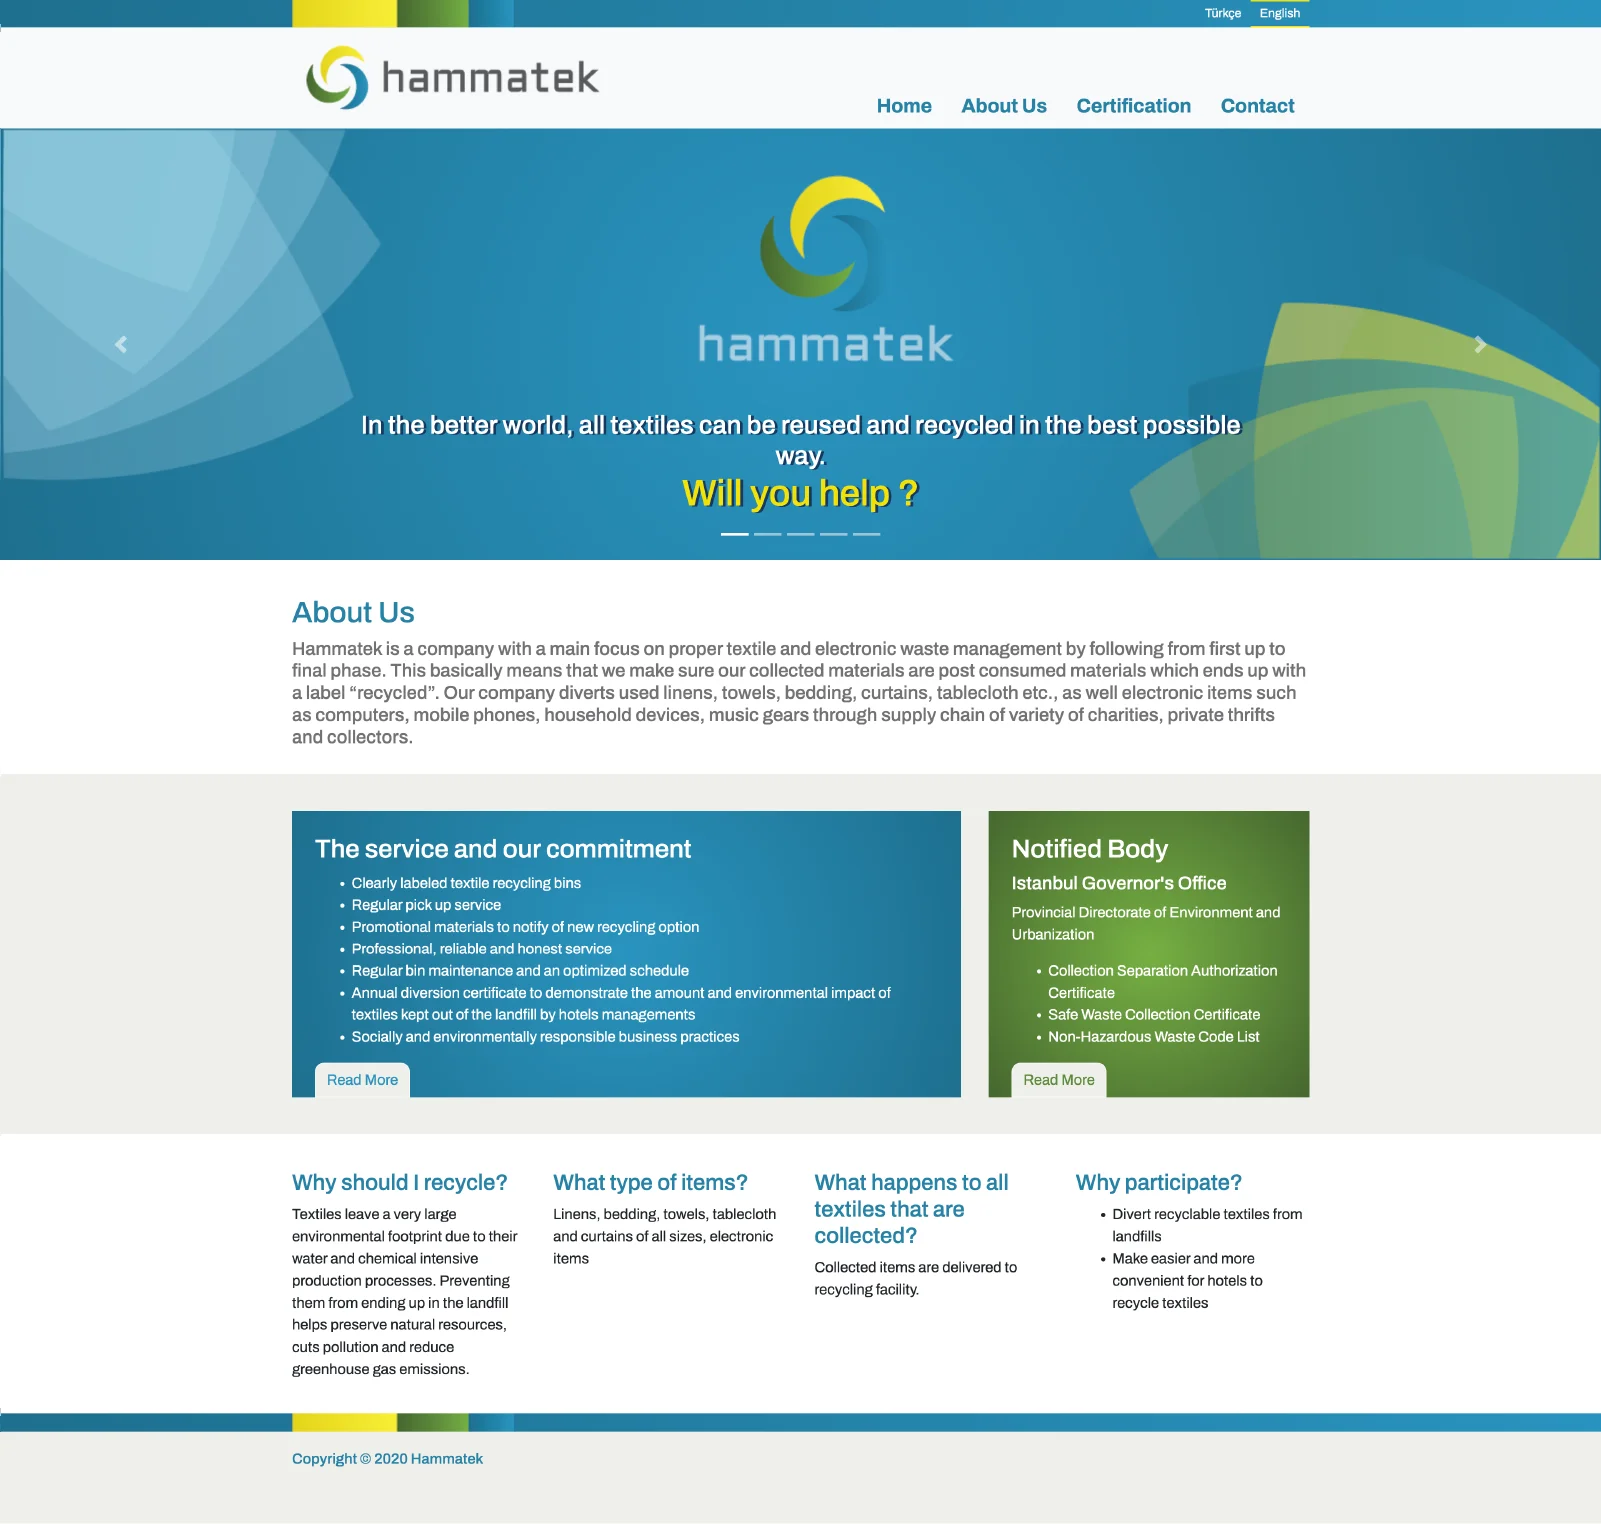 Türkçe English
hammatek
Home About Us Certification Contact
hammatek
In the better world, all textiles can be reused and recycled in the best possible
way.
Will you help ?
About Us
Hammatek is a company with a main focus on proper textile and electronic waste management by following from first up to
final phase. This basically means that we make sure our collected materials are post consumed materials which ends up with
a label “recycled”. Our company diverts used linens, towels, bedding, curtains, tablecloth etc., as well electronic items such
as computers, mobile phones, household devices, music gears through supply chain of variety of charities, private thrifts
and collectors.
The service and our commitment
• Clearly labeled textile recycling bins
• Regular pick up service
• Promotional materials to notify of new recycling option
• Professional, reliable and honest service
• Regular bin maintenance and an optimized schedule
• Annual diversion certificate to demonstrate the amount and environmental impact of
textiles kept out of the landfill by hotels managements
• Socially and environmentally responsible business practices
Read More
Notified Body
Istanbul Governor's Office
Provincial Directorate of Environment and
Urbanization
• Collection Separation Authorization
Certificate
• Safe Waste Collection Certificate
• Non-Hazardous Waste Code List
Read More
Why should I recycle?
Textiles leave a very large
environmental footprint due to their
water and chemical intensive
production processes. Preventing
them from ending up in the landfill
helps preserve natural resources,
cuts pollution and reduce
greenhouse gas emissions.
What type of items?
Linens, bedding, towels, tablecloth
and curtains of all sizes, electronic
items
What happens to all
textiles that are
collected?
Collected items are delivered to
recycling facility.
Why participate?
• Divert recyclable textiles from
landfills
• Make easier and more
convenient for hotels to
recycle textiles
Copyright © 2020 Hammatek